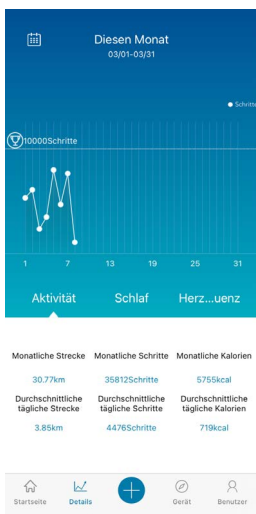 Diesen Monat
03/01-03/31
Schritte
10000Schritte
1 7 13 19 25 31
Aktivität Schlaf Herz...uenz
Monatliche Strecke Monatliche Schritte Monatliche Kalorien
30.77km 35812Schritte 5755kcal
Durchschnittliche Durchschnittliche Durchschnittliche
tägliche Strecke tägliche Schritte tägliche Kalorien
3.85km 4476Schritte 719kcal
Startseite Details Gerät Benutzer